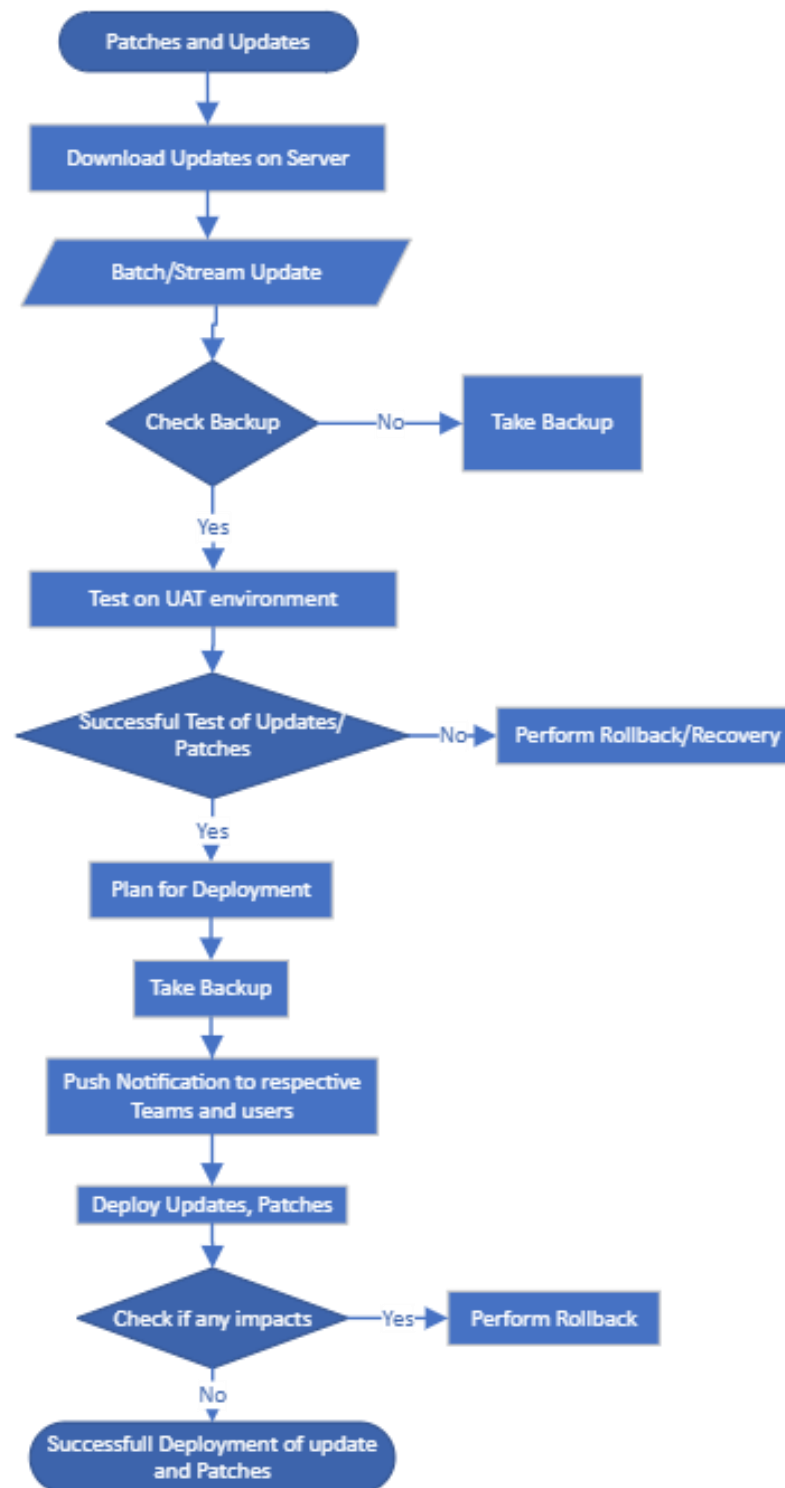 Patches and Updates
Download Updates on Server
Batch/Stream Update
Check Backup
No
Take Backup
Yes
Test on UAT environment
Successful Test of Updates/
Patches
No
Perform Rollback/Recovery
Yes
Plan for Deployment
Take Backup
Push Notification to respective
Teams and users
Deploy Updates, Patches
Check if any impacts
Yes
Perform Rollback
No
Successfull Deployment of update
and Patches